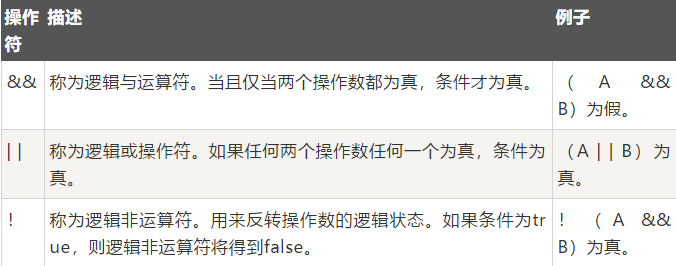 操作符 描述 例子
&& 称为逻辑与运算符。当且仅当两个操作数都为真，条件才为真。 （ A && B）为假。
| | 称为逻辑或操作符。如果任何两个操作数任何一个为真，条件为真。 （A | | B）为真。
！ 称为逻辑非运算符。用来反转操作数的逻辑状态。如果条件为true，则逻辑非运算符将得到false。 ！（A && B）为真。